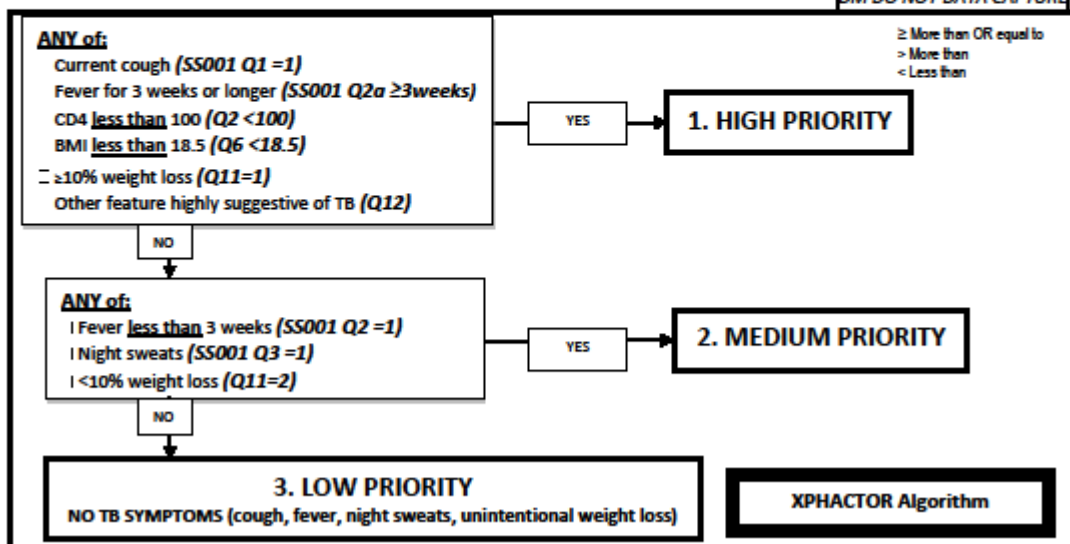 DM DO NOT DATA CAPTURE
≥ More than OR equal to
> More than
< Less than
ANY of:
Current cough (SS001 Q1 =1)
Fever for 3 weeks or longer (SS001 Q2a ≥3weeks)
CD4 less than 100 (Q2 <100)
BMI less than 18.5 (Q6 <18.5)
≥10% weight loss (Q11=1)
Other feature highly suggestive of TB (Q12)
YES
1. HIGH PRIORITY
NO
ANY of:
Fever less than 3 weeks (SS001 Q2 =1)
Night sweats (SS001 Q3 =1)
<10% weight loss (Q11=2)
YES
2. MEDIUM PRIORITY
NO
3. LOW PRIORITY
NO TB SYMPTOMS (cough, fever, night sweats, unintentional weight loss)
XPHACTOR Algorithm